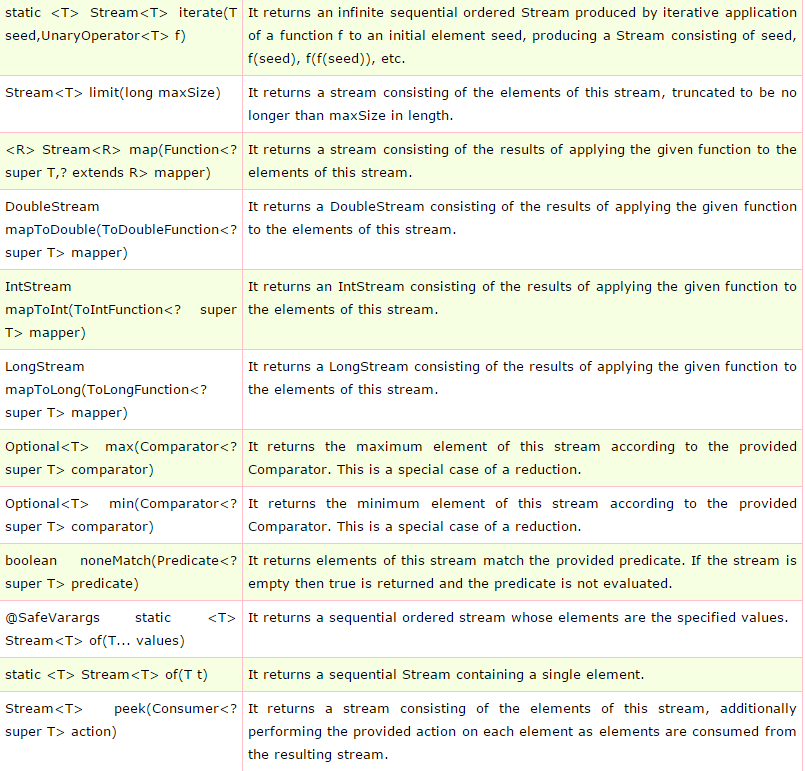 static <T> Stream<T> iterate(T
seed,UnaryOperator<T> f)
It returns an infinite sequential ordered Stream produced by iterative application
of a function f to an initial element seed, producing a Stream consisting of seed,
f(seed), f(f(seed)), etc.
Stream<T> limit(long maxSize)
It returns a stream consisting of the elements of this stream, truncated to be no
longer than maxSize in length.
<R> Stream<R> map(Function<?
super T,? extends R> mapper)
It returns a stream consisting of the results of applying the given function to the
elements of this stream.
DoubleStream
mapToDouble(ToDoubleFunction<?
super T> mapper)
It returns a DoubleStream consisting of the results of applying the given function
to the elements of this stream.
IntStream
mapToInt(ToIntFunction<? super
T> mapper)
It returns an IntStream consisting of the results of applying the given function to
the elements of this stream.
LongStream
mapToLong(ToLongFunction<?
super T> mapper)
It returns a LongStream consisting of the results of applying the given function to
the elements of this stream.
Optional<T> max(Comparator<?
super T> comparator)
It returns the maximum element of this stream according to the provided
Comparator. This is a special case of a reduction.
Optional<T> min(Comparator<?
super T> comparator)
It returns the minimum element of this stream according to the provided
Comparator. This is a special case of a reduction.
boolean noneMatch(Predicate<?
super T> predicate)
It returns elements of this stream match the provided predicate. If the stream is
empty then true is returned and the predicate is not evaluated.
@SafeVarargs static <T>
Stream<T> of(T... values)
It returns a sequential ordered stream whose elements are the specified values.
static <T> Stream<T> of(T t)
It returns a sequential Stream containing a single element.
Stream<T> peek(Consumer<?
super T> action)
It returns a stream consisting of the elements of this stream, additionally
performing the provided action on each element as elements are consumed from
the resulting stream.